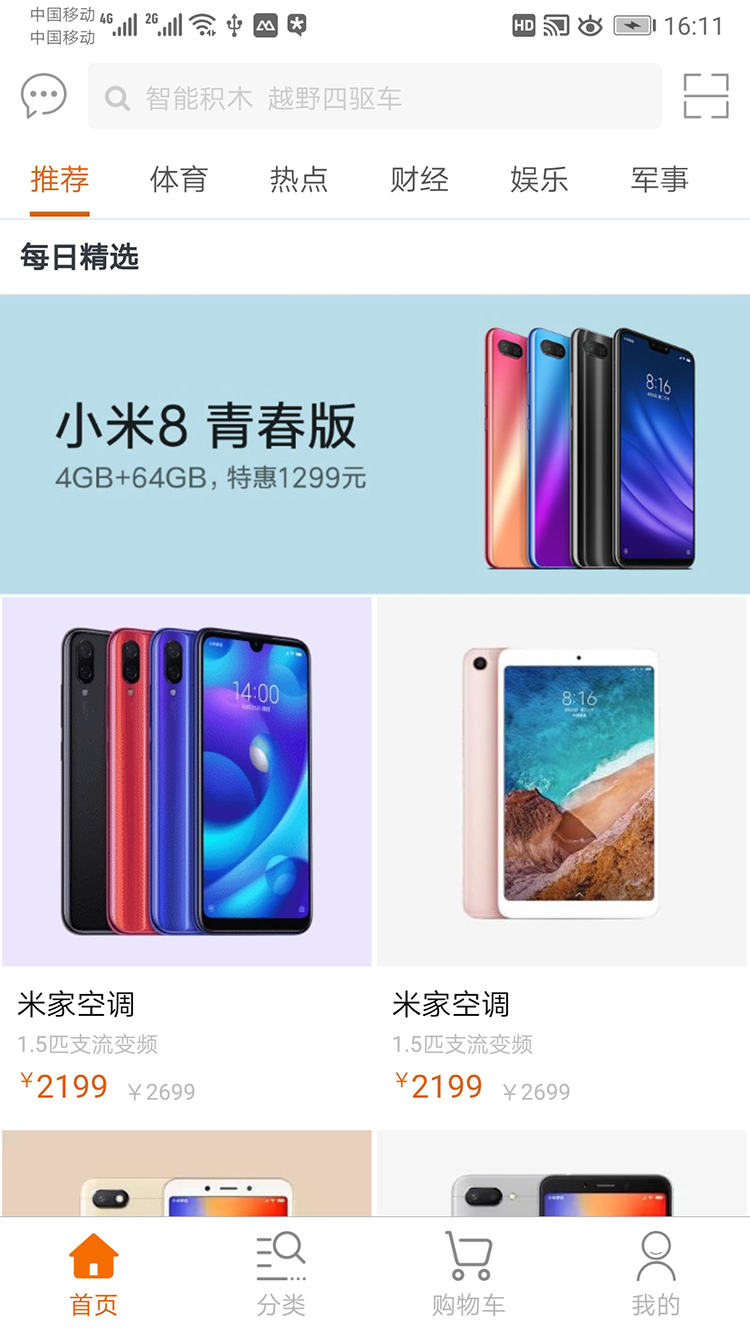 中国移动 4G 2G HD 16:11
中国移动
智能积木 越野四驱车
推荐 体育 热点 财经 娱乐 军事
每日精选
小米8 青春版
4GB+64GB，特惠1299元
8:16
14:00
8:16
米家空调 米家空调
1.5匹支流变频 1.5匹支流变频
¥2199 ¥2699 ¥2199 ¥2699
首页 分类 购物车 我的